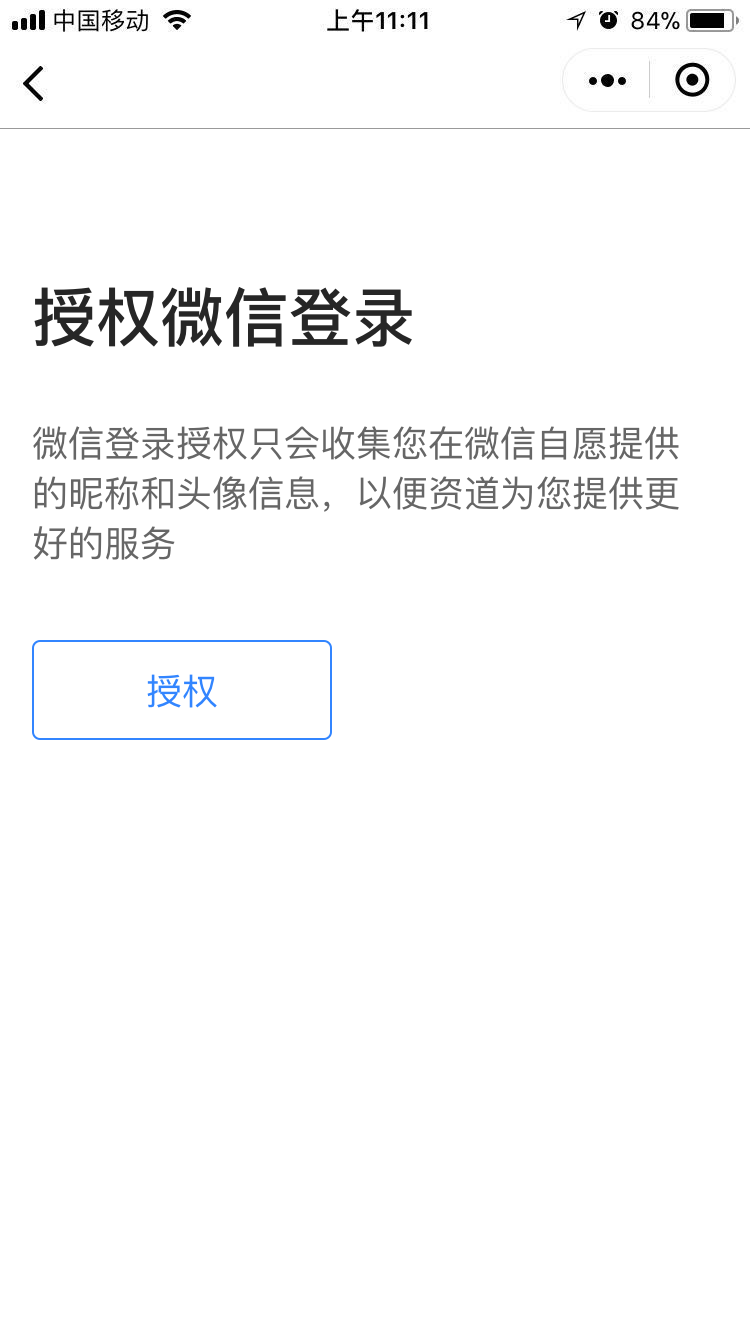 中国移动 上午11:11 84%
授权微信登录
微信登录授权只会收集您在微信自愿提供
的昵称和头像信息，以便资道为您提供更
好的服务
授权